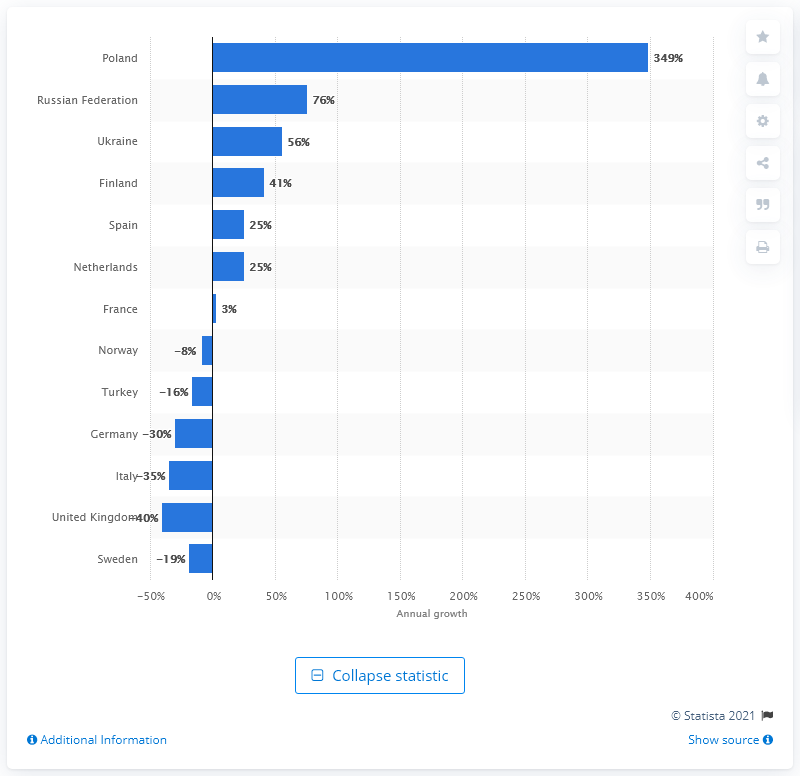 Poland 349%
Russian Federation 76%
Ukraine 56%
Finland 41%
Spain 25%
Netherlands 25%
France 3%
Norway −8%
Turkey −16%
Germany −30%
Italy −35%
United Kingdom −40%
Sweden −19%
−50% 0% 50% 100% 150% 200% 250% 300% 350% 400%
Annual growth
Collapse statistic
© Statista 2021
Additional Information Show source